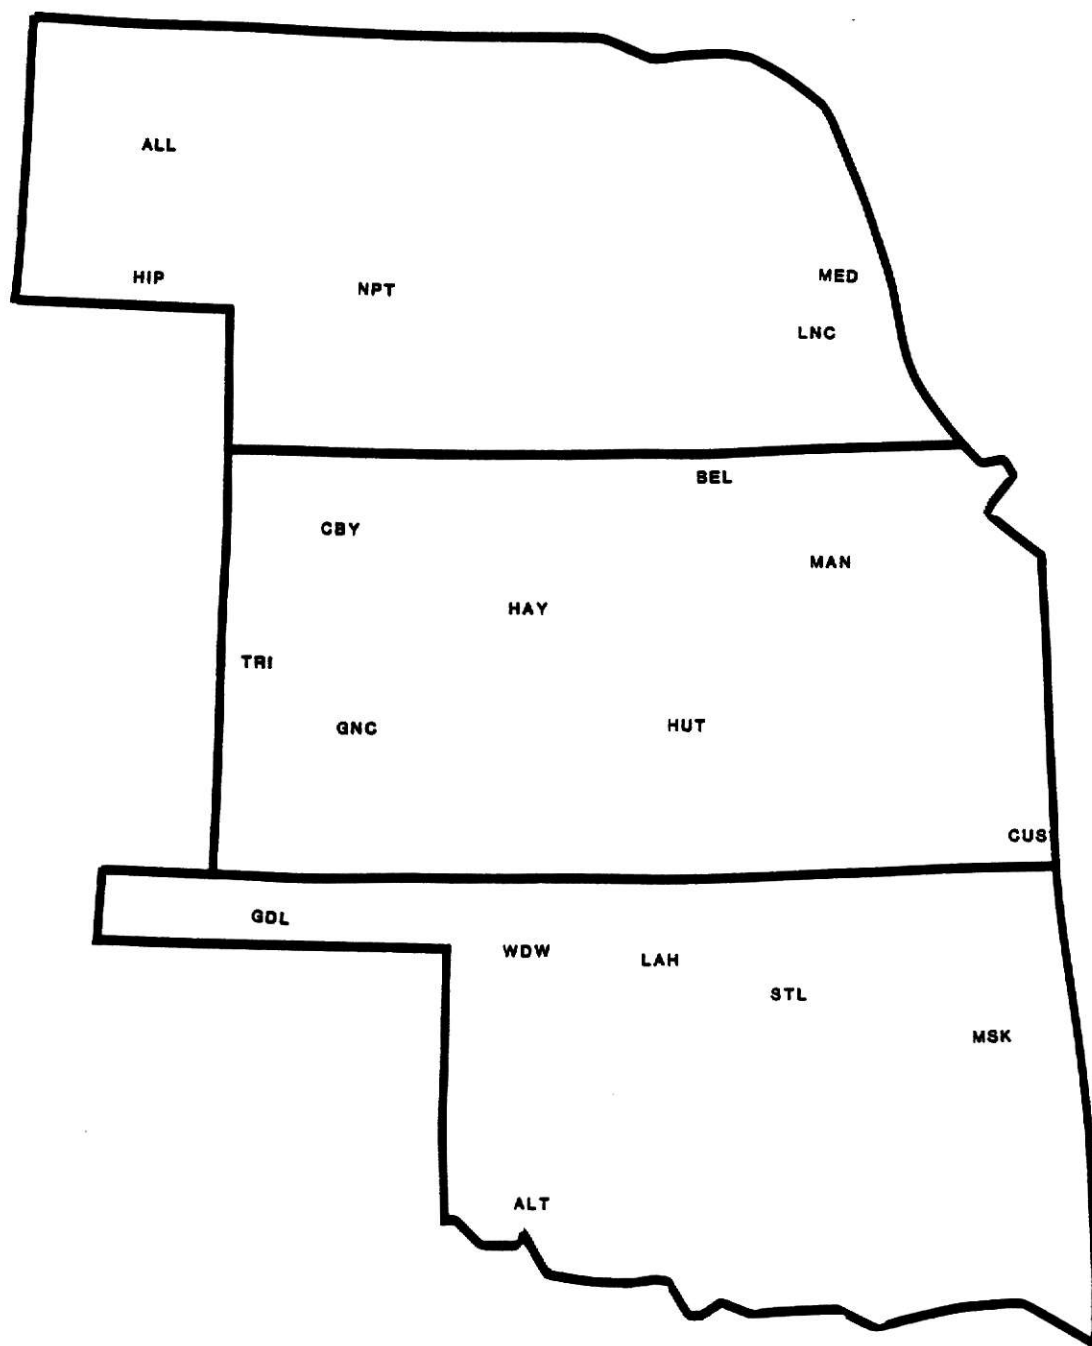 ALL
HIP
NPT
MED
LNC
BEL
CBY
MAN
HAY
TRI
GNC
HUT
CUS
GDL
WDW
LAH
STL
MSK
ALT